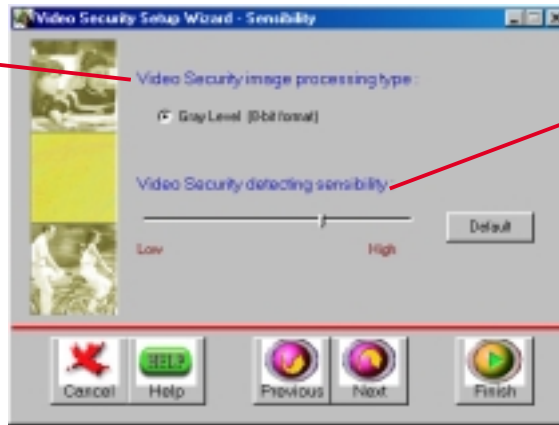 Video Security Setup Wizard - Sensibility
Video Security image processing type :
Gray Level (8-bit format)
Video Security detecting sensibility :
Default
Low High
HELP
Cancel Help Previous Next Finish